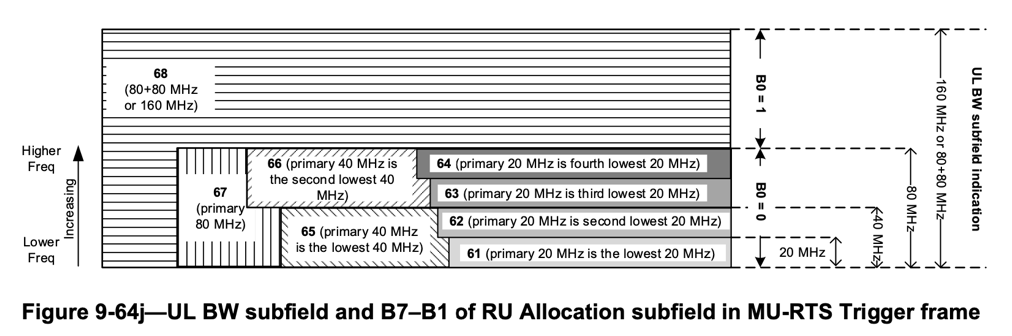 68
(80+80 MHz
or 160 MHz)
B0 = 1
160 MHz or 80+80 MHz
UL BW subfield indication
Higher
Freq
Increasing
Lower
Freq
67
(primary
80 MHz)
66 (primary 40 MHz is
the second lowest 40
MHz)
65 (primary 40 MHz
is the lowest 40 MHz)
64 (primary 20 MHz is fourth lowest 20 MHz)
63 (primary 20 MHz is third lowest 20 MHz)
62 (primary 20 MHz is second lowest 20 MHz)
61 (primary 20 MHz is the lowest 20 MHz)
B0 = 0
20 MHz
40 MHz
80 MHz
Figure 9-64j—UL BW subfield and B7–B1 of RU Allocation subfield in MU-RTS Trigger frame